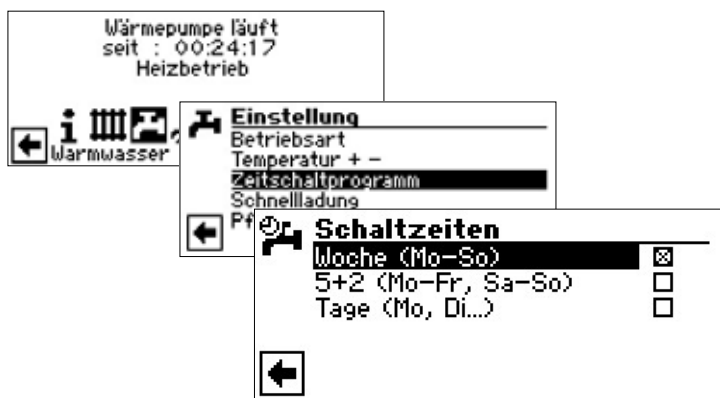 Wärmepumpe läuft
seit : 00:24:17
Heizbetrieb
Warmwasser
Einstellung
Betriebsart
Temperatur + -
Zeitschaltprogramm
Schnellladung
Pf
Schaltzeiten
Woche (Mo-So)
5+2 (Mo-Fr, Sa-So)
Tage (Mo, Di...)